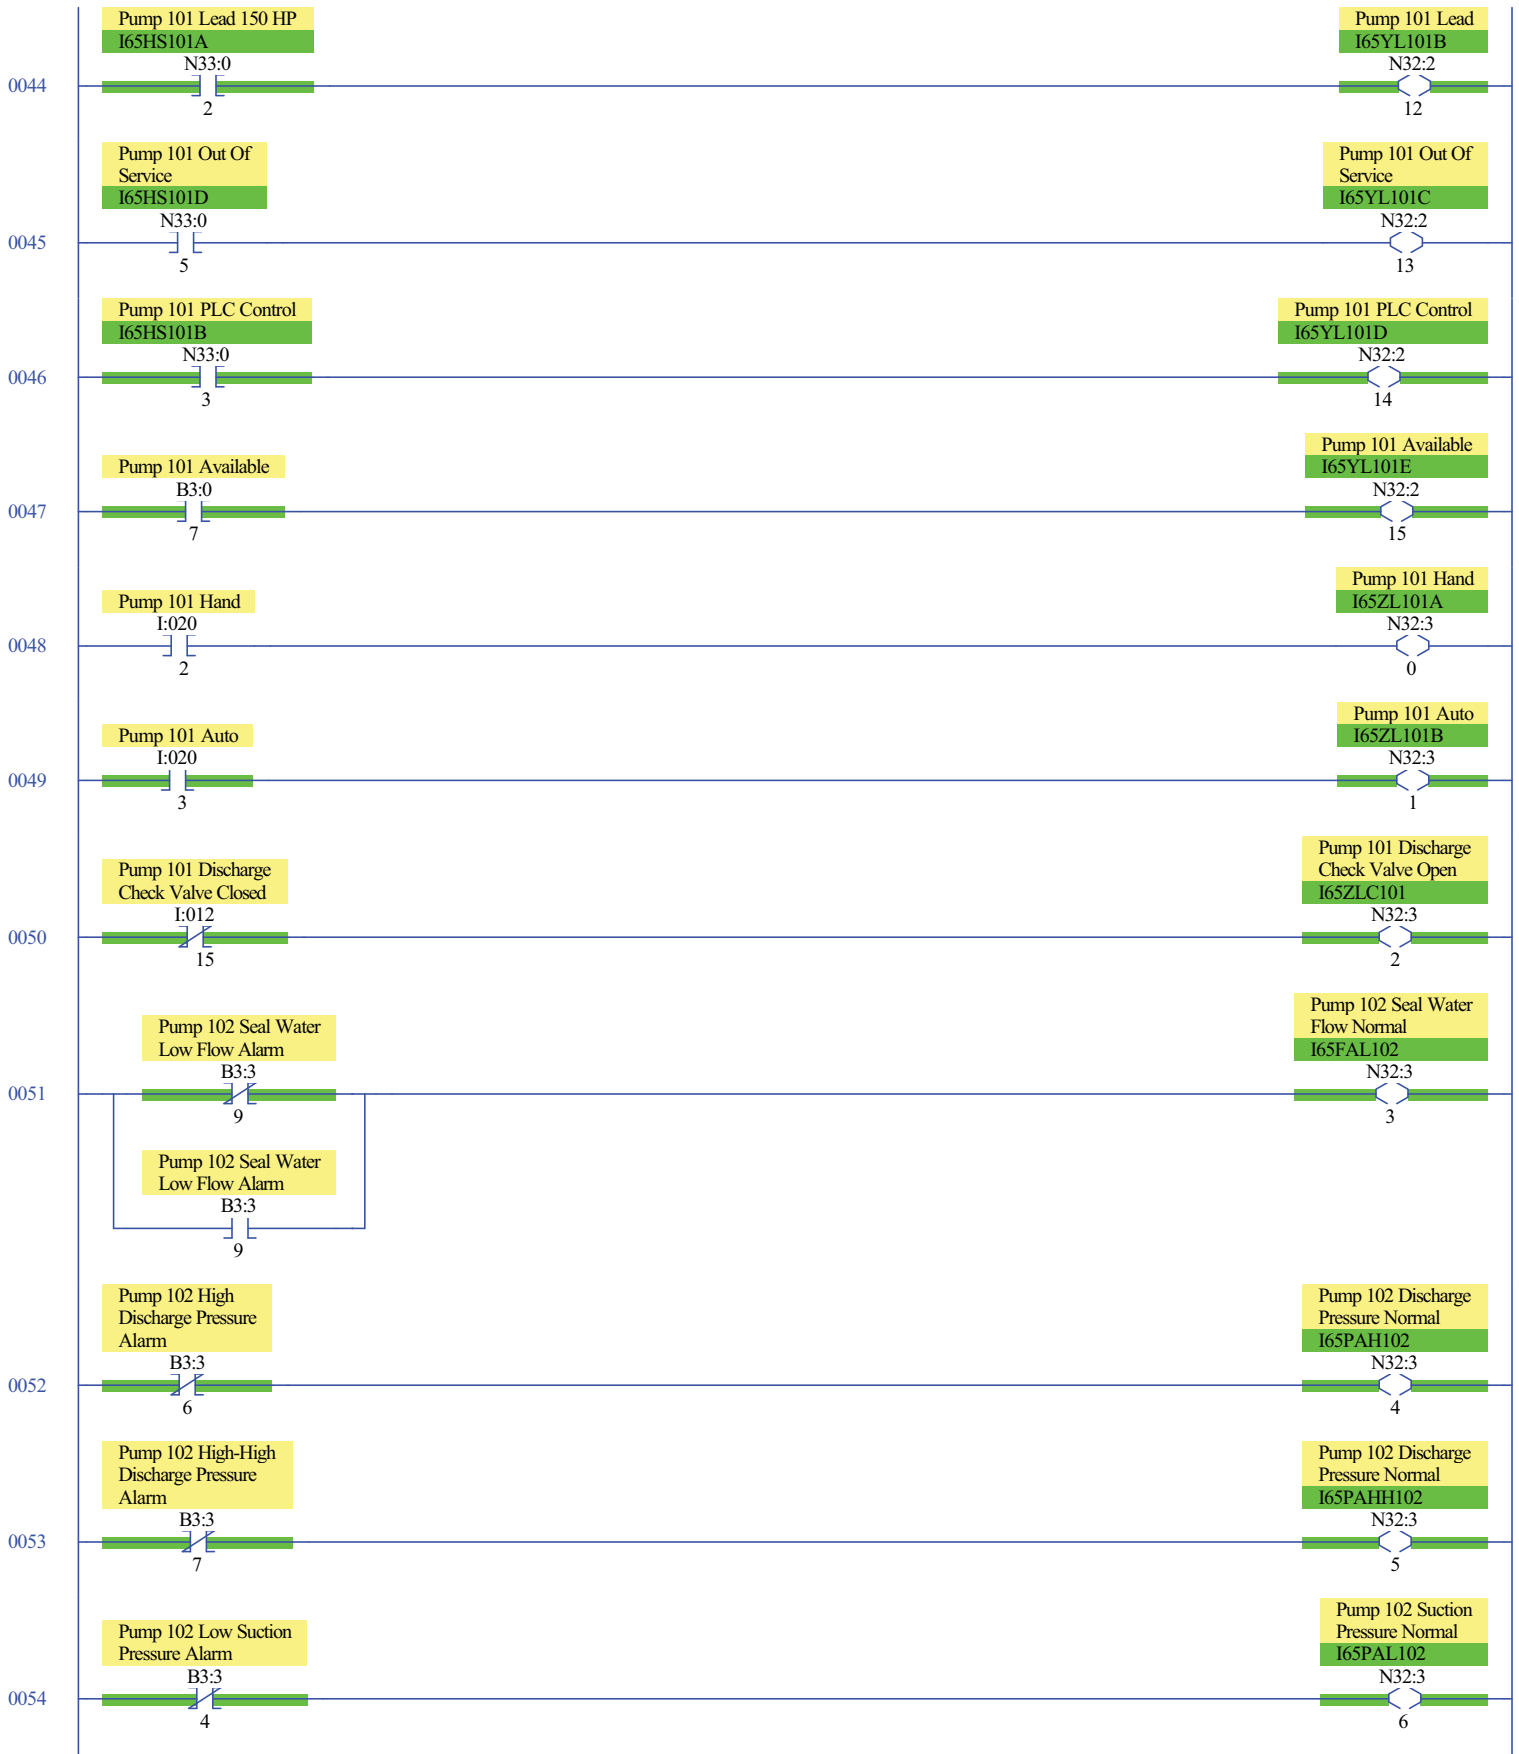 Pump 101 Lead 150 HP
I65HS101A
N33:0
2
Pump 101 Lead
I65YL101B
N32:2
12
0044
Pump 101 Out Of
Service
I65HS101D
N33:0
5
Pump 101 Out Of
Service
I65YL101C
N32:2
13
0045
Pump 101 PLC Control
I65HS101B
N33:0
3
Pump 101 PLC Control
I65YL101D
N32:2
14
0046
Pump 101 Available
B3:0
7
Pump 101 Available
I65YL101E
N32:2
15
0047
Pump 101 Hand
I:020
2
Pump 101 Hand
I65ZL101A
N32:3
0
0048
Pump 101 Auto
I:020
3
Pump 101 Auto
I65ZL101B
N32:3
1
0049
Pump 101 Discharge
Check Valve Closed
I:012
15
Pump 101 Discharge
Check Valve Open
I65ZLC101
N32:3
2
0050
Pump 102 Seal Water
Low Flow Alarm
B3:3
9
Pump 102 Seal Water
Flow Normal
I65FAL102
N32:3
3
0051
Pump 102 Seal Water
Low Flow Alarm
B3:3
9
Pump 102 High
Discharge Pressure
Alarm
B3:3
6
Pump 102 Discharge
Pressure Normal
I65PAH102
N32:3
4
0052
Pump 102 High-High
Discharge Pressure
Alarm
B3:3
7
Pump 102 Discharge
Pressure Normal
I65PAHH102
N32:3
5
0053
Pump 102 Low Suction
Pressure Alarm
B3:3
4
Pump 102 Suction
Pressure Normal
I65PAL102
N32:3
6
0054